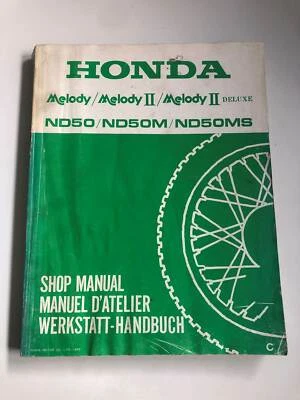 HONDA
Melody/Melody II/Melody II DELUXE
ND50/ND50M/ND50MS
SHOP MANUAL
MANUEL D'ATELIER
WERKSTATT-HANDBUCH
C